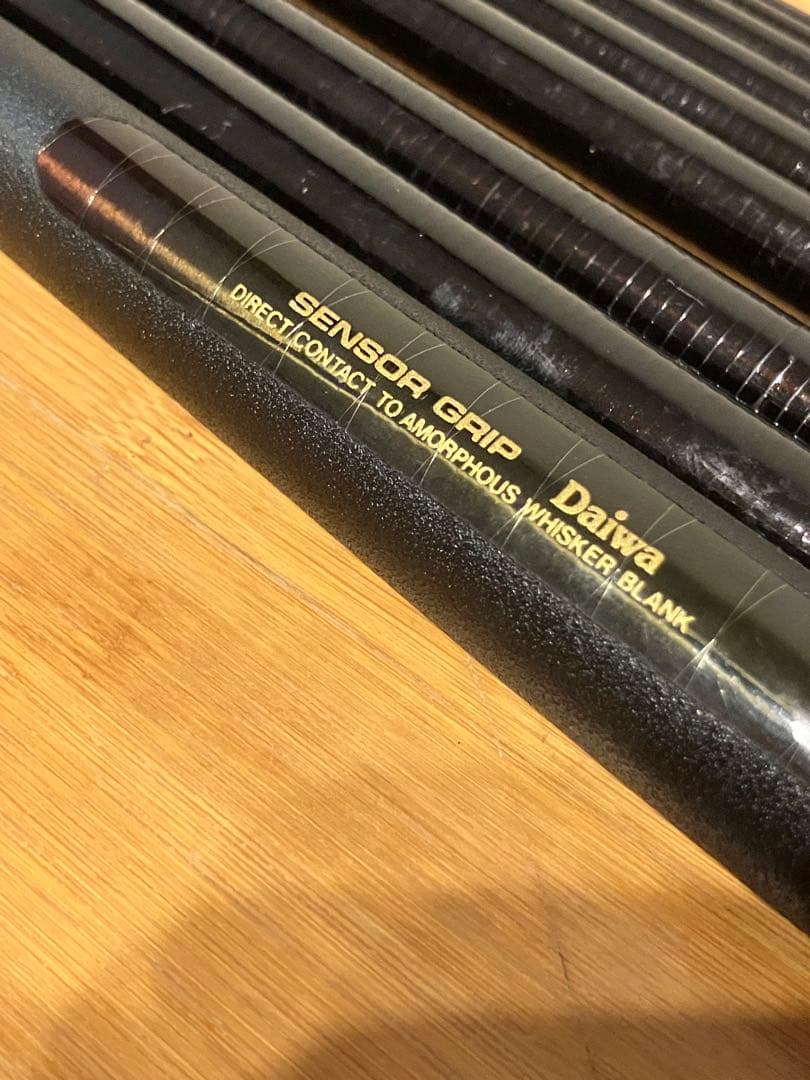 SENSOR GRIP Daiwa
DIRECT CONTACT TO AMORPHOUS WHISKER BLANK